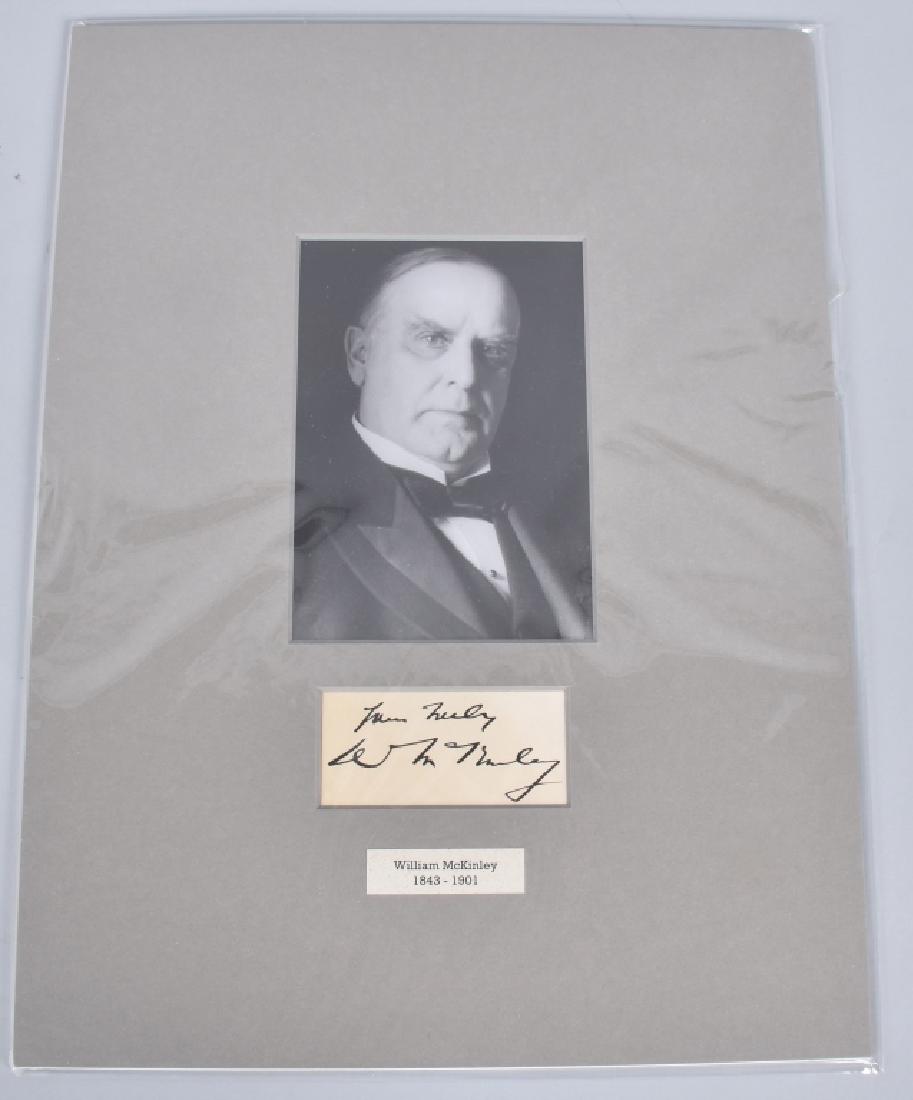 Yours Truly
W McKinley
William McKinley
1843 - 1901